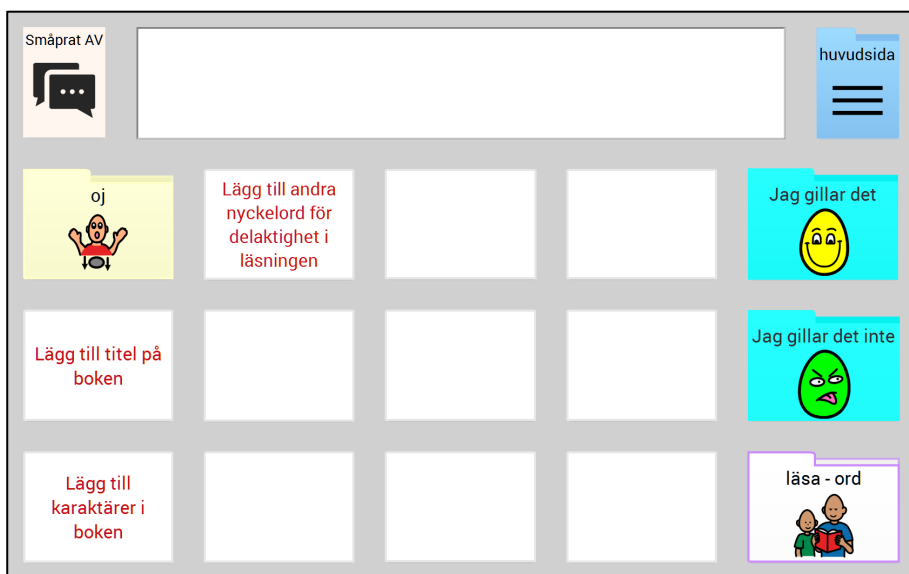 Småprat AV
huvudsida
oj
Lägg till andra
nyckelord för
delaktighet i
läsningen
Jag gillar det
Lägg till titel på
boken
Jag gillar det inte
Lägg till
karaktärer i
boken
läsa - ord